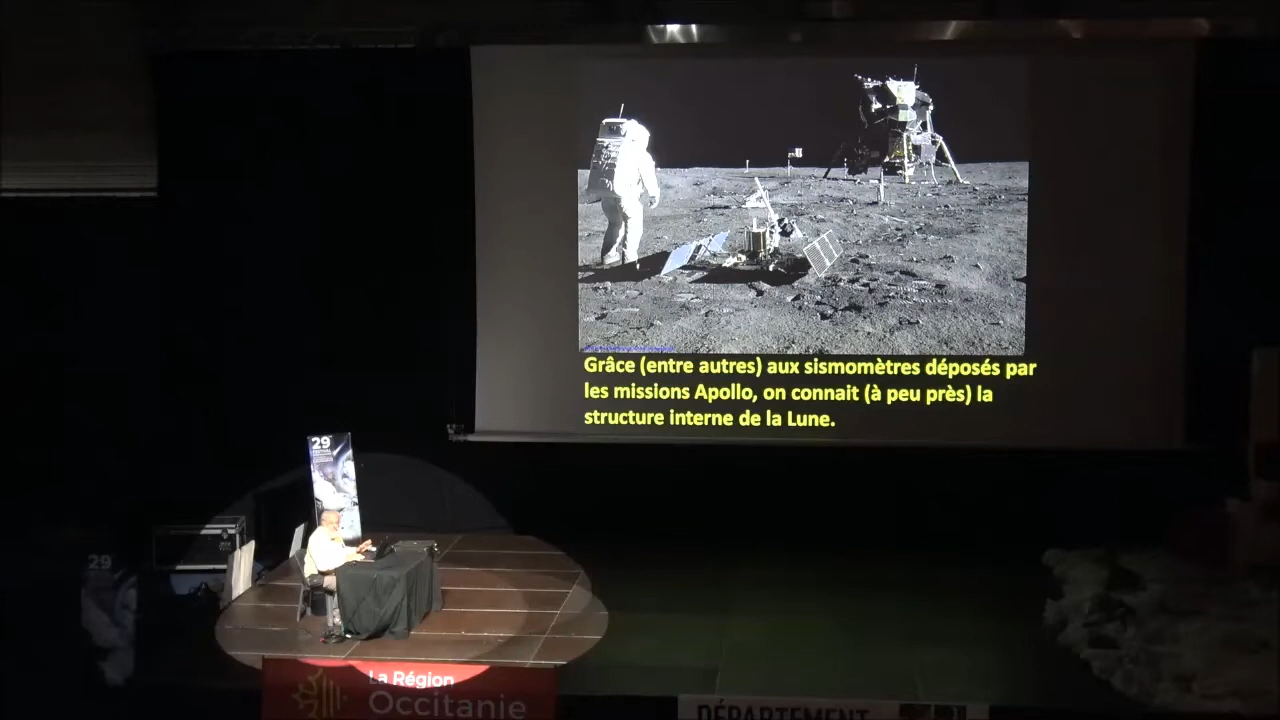 Grâce (entre autres) aux sismomètres déposés par
les missions Apollo, on connait (à peu près) la
structure interne de la Lune.
29
FESTIVAL
29
La Région
Occitanie
DÉPARTEMENT